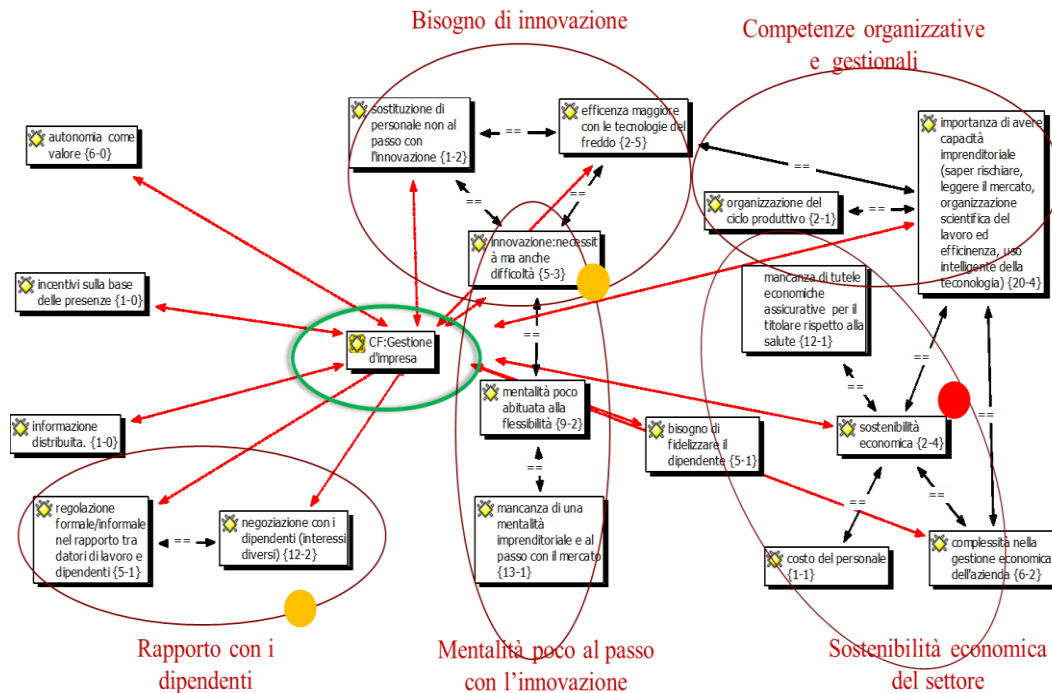 Bisogno di innovazione
Competenze organizzative
e gestionali
sostituzione di
personale non al
passo con
l'innovazione {1-2}
==
efficenza maggiore
con le tecnologie del
freddo {2-5}
importanza di avere
capacità
imprenditoriale
(saper rischiare,
leggere il mercato,
organizzazione
scientifica del
lavoro ed
efficinenza, uso
intelligente della
teconologia) {20-4}
autonomia come
valore {6-0}
==
==
==
organizzazione del
ciclo produttivo {2-1}
==
innovazione:necessit
à ma anche
difficoltà {5-3}
incentivi sulla base
delle presenze {1-0}
mancanza di tutele
economiche
assicurative per il
titolare rispetto alla
salute {12-1}
==
CF:Gestione
d'impresa
==
==
==
mentalità poco
abituata alla
flessibilità {9-2}
informazione
distribuita. {1-0}
bisogno di
fidelizzare il
dipendente {5-1}
sostenibilità
economica {2-4}
==
==
==
regolazione
formale/informale
nel rapporto tra
datori di lavoro e
dipendenti {5-1}
==
negoziazione con i
dipendenti (interessi
diversi) {12-2}
mancanza di una
mentalità
imprenditoriale e al
passo con il mercato
{13-1}
costo del personale
{1-1}
complessità nella
gestione economica
dell'azienda {6-2}
Rapporto con i
dipendenti
Mentalità poco al passo
con l'innovazione
Sostenibilità economica
del settore